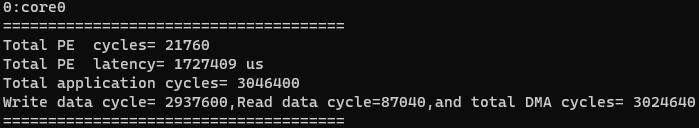 0:core0
======================================
Total PE  cycles= 21760
Total PE  latency= 1727409 us
Total application cycles= 3046400
Write data cycle= 2937600,Read data cycle=87040,and total DMA cycles= 3024640
======================================